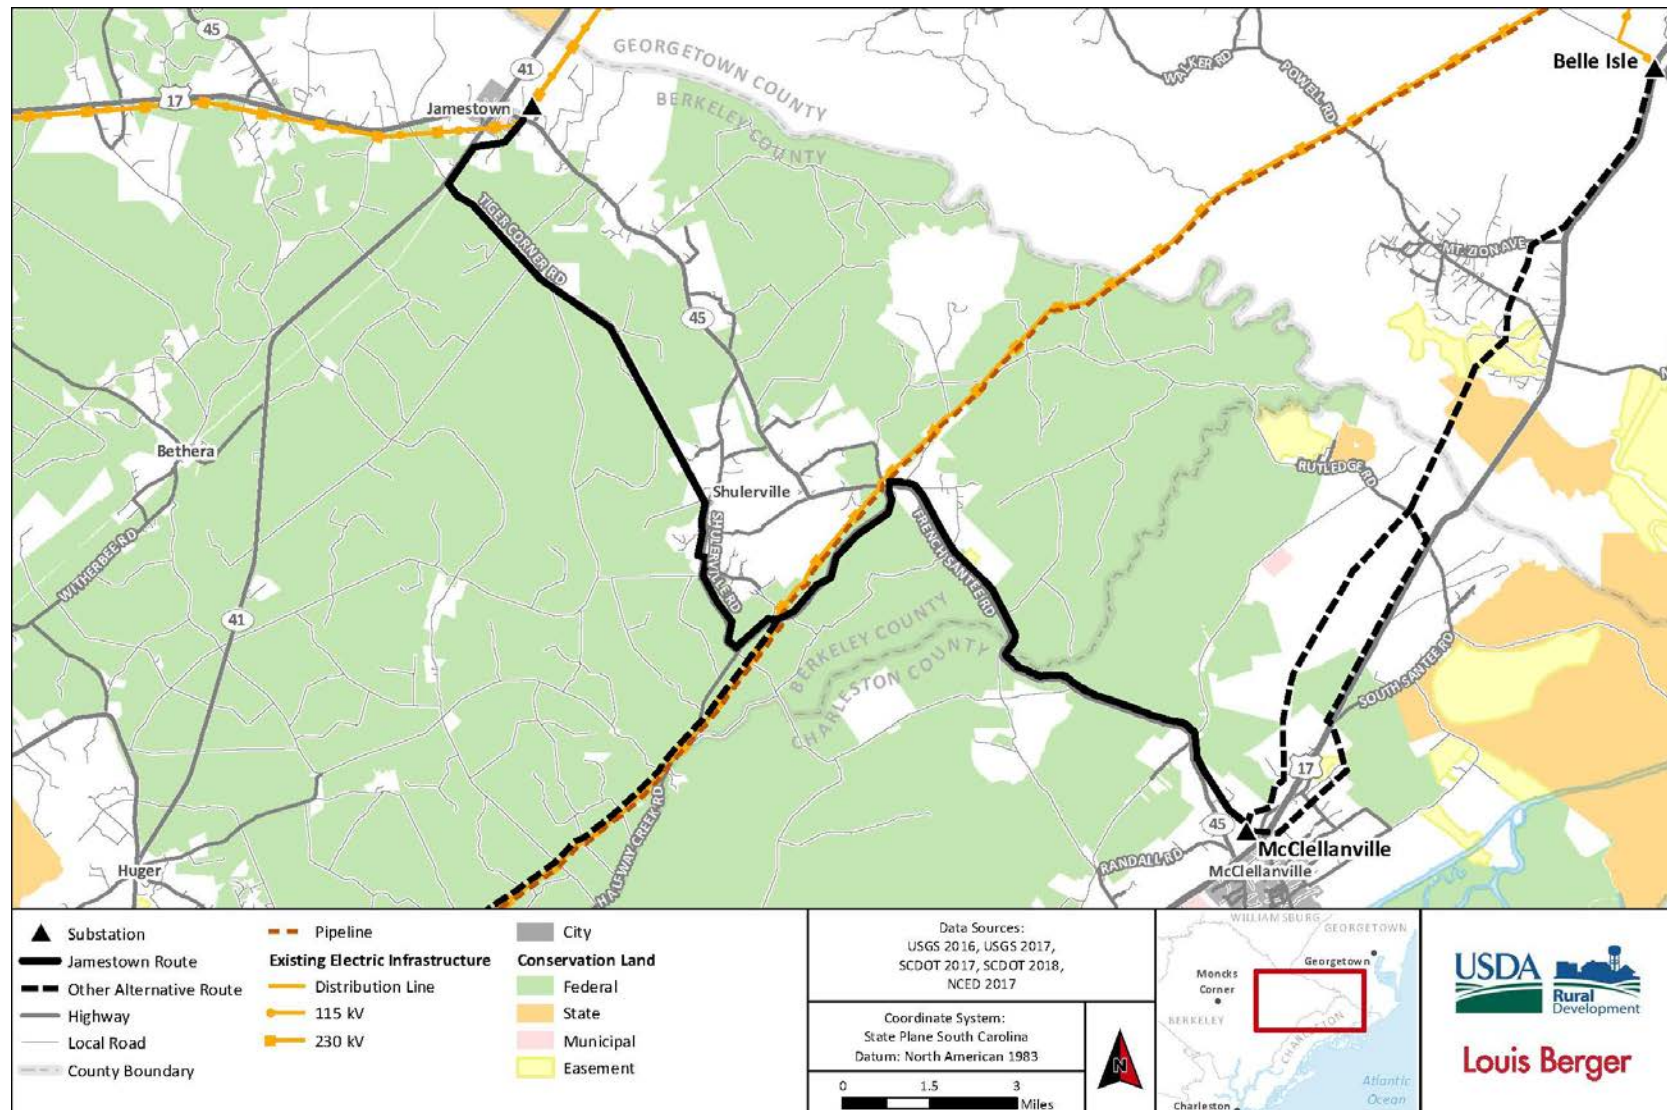 45
41
17
Jamestown
GEORGETOWN COUNTY
BERKELEY COUNTY
WALKER RD
POWELL RD
Belle Isle
TIGER CORNER RD
45
MT. ZION AVE
N
Bethera
Shulerville
RUTLEDGE RD
WITHERBEE RD
SHULERVILLE RD
FRENCH SANTEE RD
41
BERKELEY COUNTY
CHARLESTON COUNTY
SOUTH SANTEE RD
17
HALFWAY CREEK RD
45
McClellanville
RANDALL RD
McClellanville
Huger
Substation
Jamestown Route
Other Alternative Route
Highway
Local Road
County Boundary
Pipeline
Existing Electric Infrastructure
Distribution Line
115 kV
230 kV
City
Conservation Land
Federal
State
Municipal
Easement
Data Sources:
USGS 2016, USGS 2017,
SCDOT 2017, SCDOT 2018,
NCED 2017
Coordinate System:
State Plane South Carolina
Datum: North American 1983
0 1.5 3
Miles
N
WILLIAMSBURG
GEORGETOWN
Georgetown
Moncks
Corner
BERKELEY
CHARLESTON
Atlantic
Ocean
Charleston
USDA
Rural
Development
Louis Berger